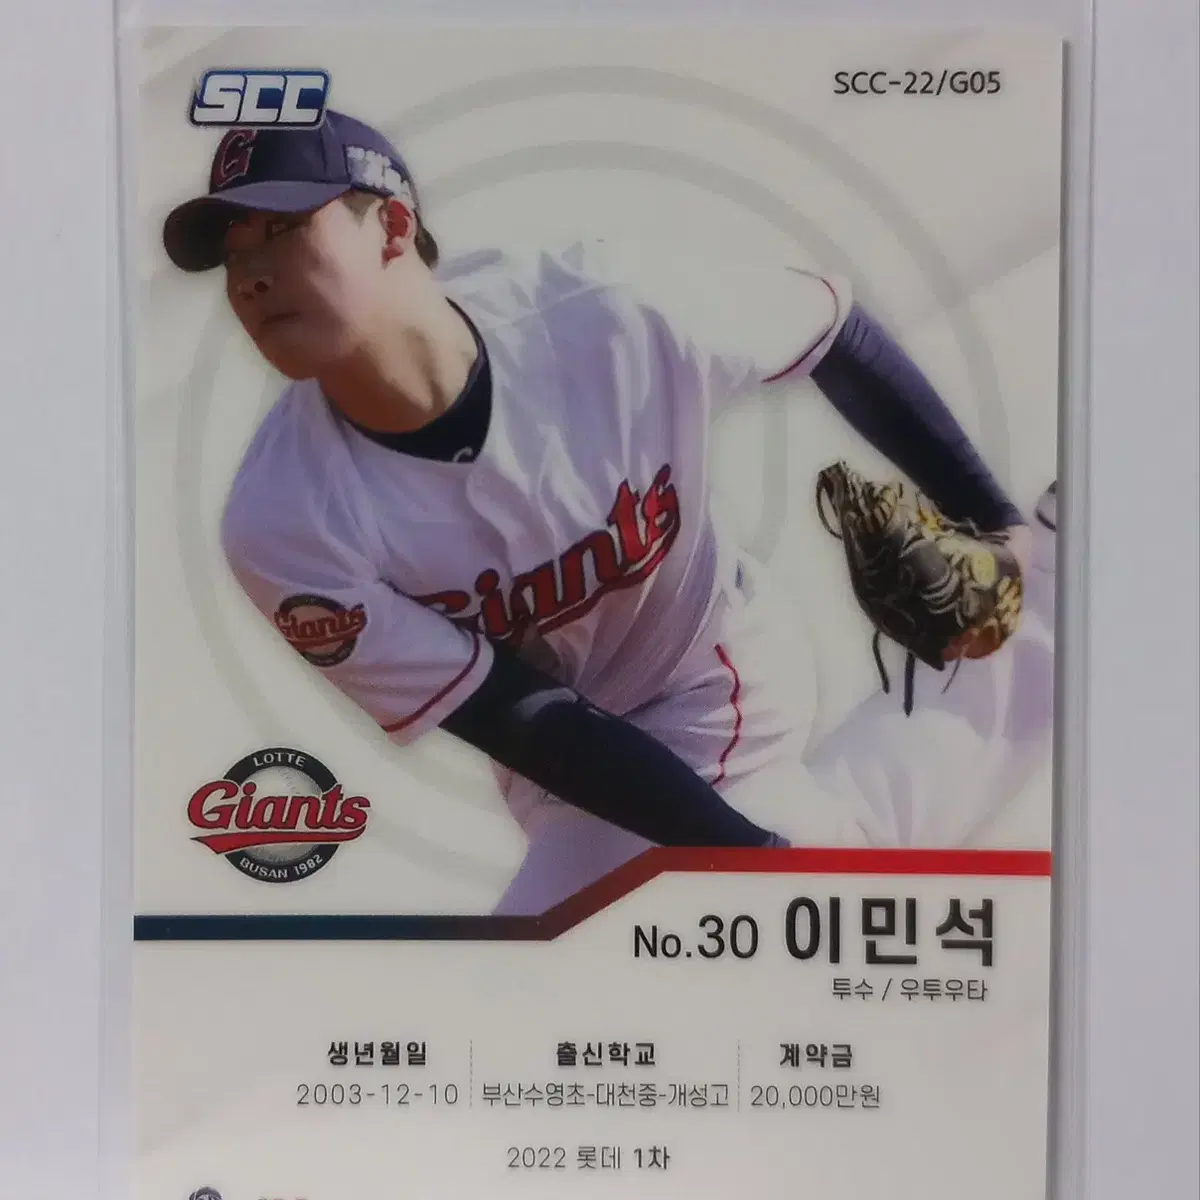 SCC
SCC-22/G05
G
Giants
Giants
LOTTE
Giants
BUSAN 1982
No.30 이민석
투수 / 우투우타
생년월일 출신학교 계약금
2003-12-10 부산수영초-대천중-개성고 20,000만원
2022 롯데 1차